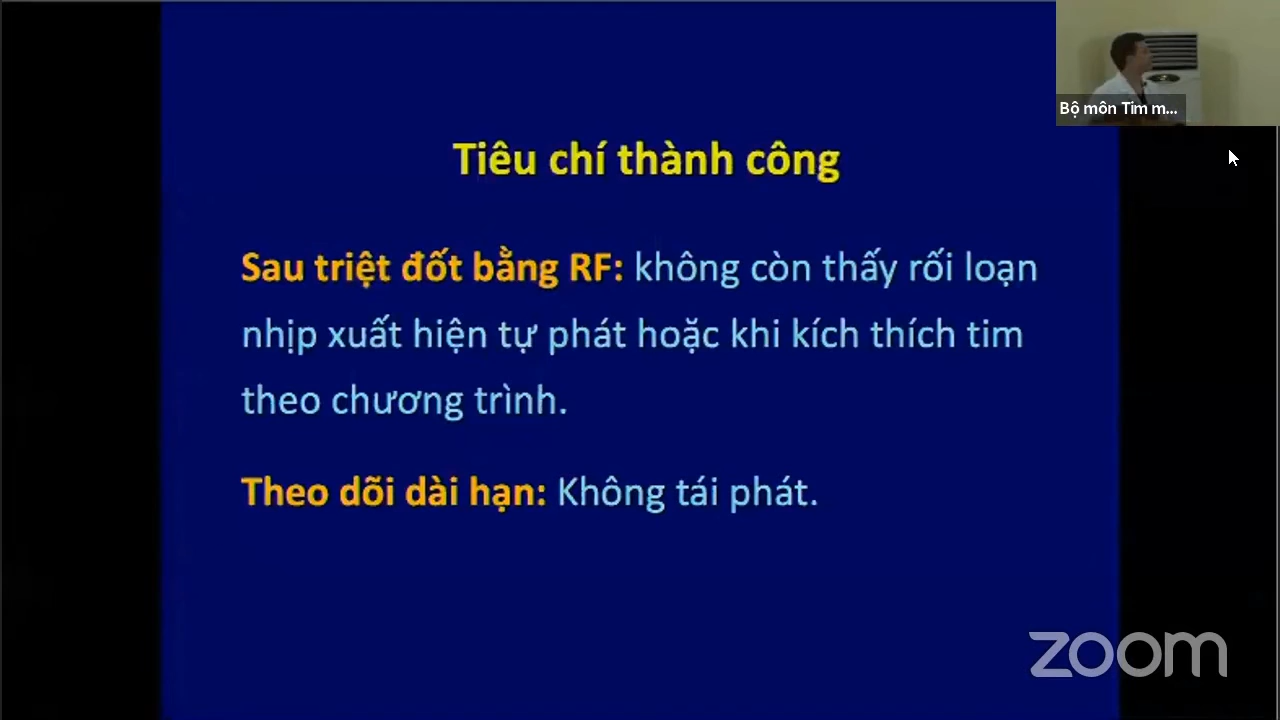 Bộ môn Tim m...
Tiêu chí thành công
Sau triệt đốt bằng RF: không còn thấy rối loạn
nhịp xuất hiện tự phát hoặc khi kích thích tim
theo chương trình.
Theo dõi dài hạn: Không tái phát.
zoom